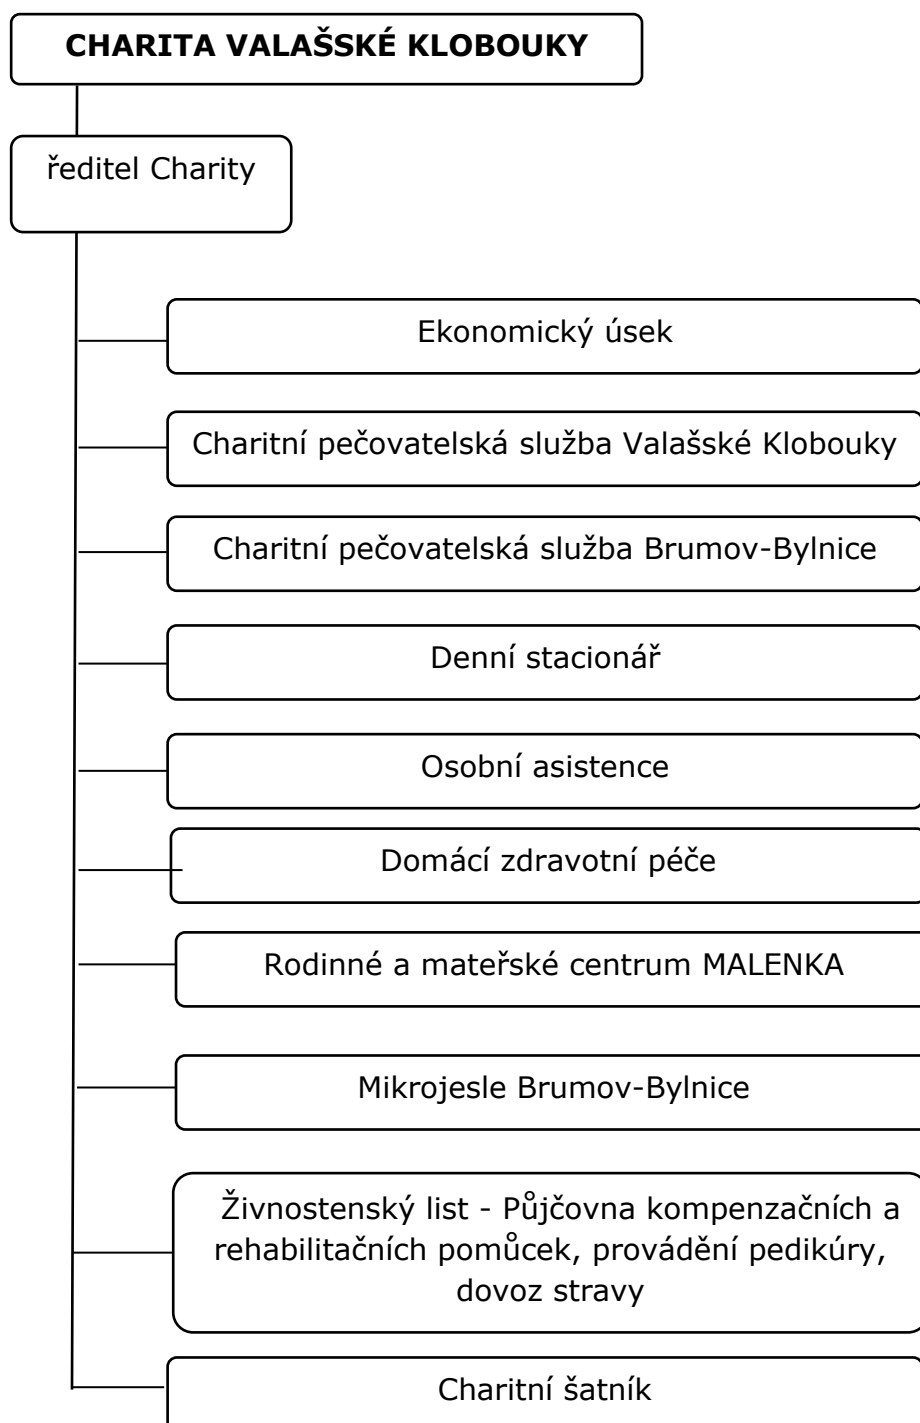 CHARITA VALAŠSKÉ KLOBOUKY
ředitel Charity
Ekonomický úsek
Charitní pečovatelská služba Valašské Klobouky
Charitní pečovatelská služba Brumov-Bylnice
Denní stacionář
Osobní asistence
Domácí zdravotní péče
Rodinné a mateřské centrum MALENKA
Mikrojesle Brumov-Bylnice
Živnostenský list - Půjčovna kompenzačních a
rehabilitačních pomůcek, provádění pedikúry,
dovoz stravy
Charitní šatník